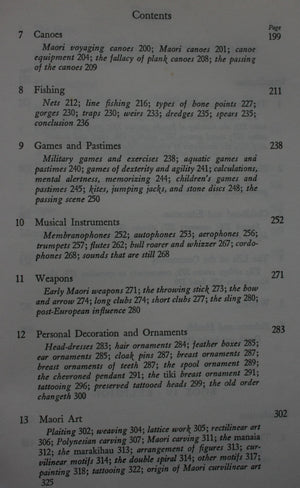 Contents
Page
7 Canoes 199
Maori voyaging canoes 200; Maori canoes 201; canoe
equipment 204; the fallacy of plank canoes 208; the passing
of the canoes 209
8 Fishing 211
Nets 212; line fishing 216; types of bone points 227;
gorges 230; traps 230; weirs 233; dredges 235; spears 235;
conclusion 236
9 Games and Pastimes 238
Military games and exercises 238; aquatic games and
pastimes 240; games of dexterity and agility 241; calculations,
mental alertness, memorizing 244; children's games and
pastimes 245; kites, jumping jacks, and stone discs 248; the
passing scene 250
10 Musical Instruments 252
Membranophones 252; autophones 253; aerophones 256;
trumpets 257; flutes 262; bull roarer and whizzer 267; cordo-
phones 268; sounds that are still 268
11 Weapons 271
Early Maori weapons 271; the throwing stick 273; the bow
and arrow 274; long clubs 274; short clubs 277; the sling 280;
post-European influence 280
12 Personal Decoration and Ornaments 283
Head-dresses 283; hair ornaments 284; feather boxes 285;
ear ornaments 285; cloak pins 287; breast ornaments 287;
breast ornaments of teeth 287; the spool ornament 289;
the chevroned pendant 291; the tiki breast ornament 291;
tattooing 296; preserved tattooed heads 299; the old order
changeth 300
13 Maori Art 302
Plaiting 302; weaving 304; lattice work 305; rectilinear art
306; Polynesian carving 307; Maori carving 311; the manaia
312; the marakihau 313; arrangement of figures 313; cur-
vilinear motifs 314; the double spiral 314; other motifs 317;
painting 318; tattooing 322; origin of Maori curvilinear art
325